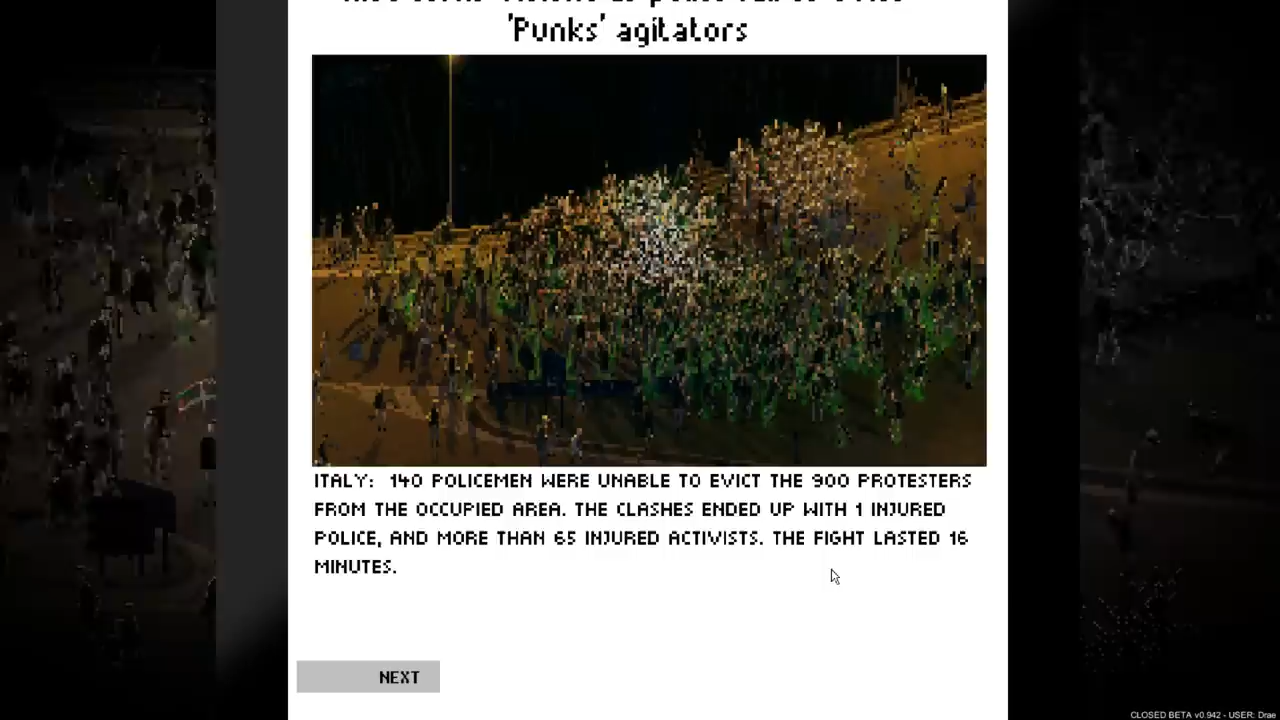 'Punks' agitators
ITALY: 140 POLICEMEN WERE UNABLE TO EVICT THE 900 PROTESTERS
FROM THE OCCUPIED AREA. THE CLASHES ENDED UP WITH 1 INJURED
POLICE, AND MORE THAN 65 INJURED ACTIVISTS. THE FIGHT LASTED 16
MINUTES.
NEXT
CLOSED BETA v0.942 - USER: Drae